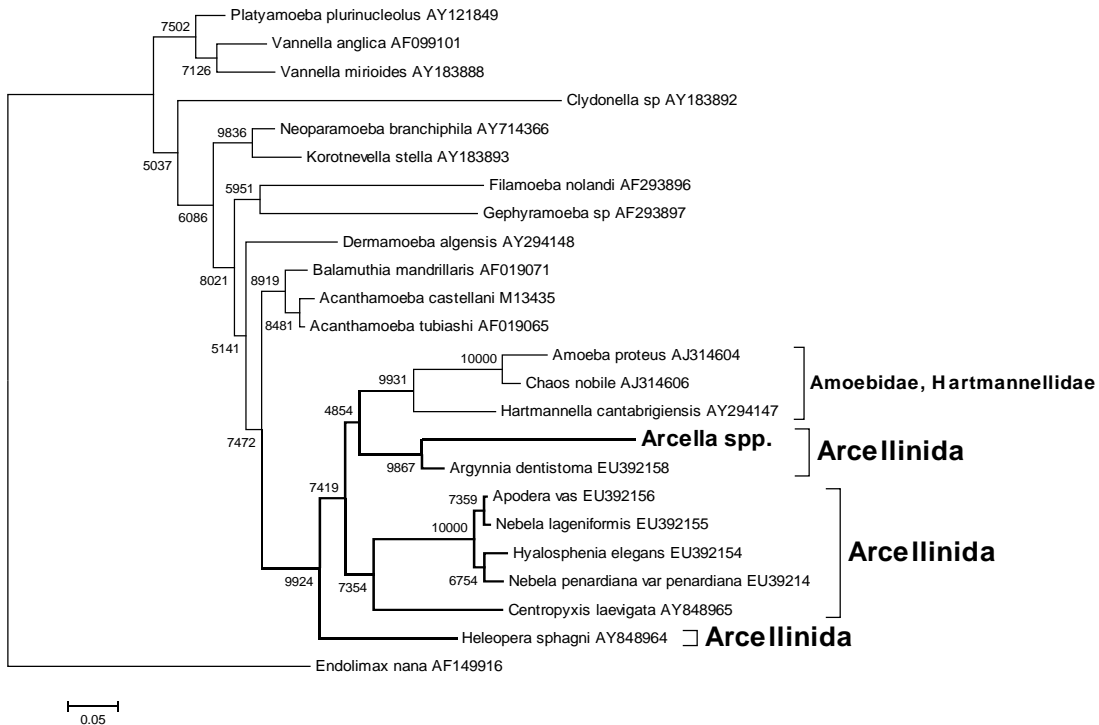 Platyamoeba plurinucleolus AY121849
7502
Vannella anglica AF099101
7126
Vannella mirioides AY183888
Clydonella sp AY183892
5037
Neoparamoeba branchiphila AY714366
9836
Korotnevella stella AY183893
6086
Filamoeba nolandi AF293896
5951
Gephyramoeba sp AF293897
8021
Dermamoeba algensis AY294148
5141
Balamuthia mandrillaris AF019071
8919
Acanthamoeba castellani M13435
8481
Acanthamoeba tubiashi AF019065
7472
Amoeba proteus AJ314604
10000
Chaos nobile AJ314606
9931
Hartmannella cantabrigiensis AY294147
Amoebidae, Hartmannellidae
4854
Arcella spp.
9867
Argynnia dentistoma EU392158
Arcellinida
7419
Apodera vas EU392156
7359
Nebela lageniformis EU392155
10000
Hyalosphenia elegans EU392154
6754
Nebela penardiana var penardiana EU39214
7354
Centropyxis laevigata AY848965
Arcellinida
9924
Heleopera sphagni AY848964
Arcellinida
Endolimax nana AF149916
0.05